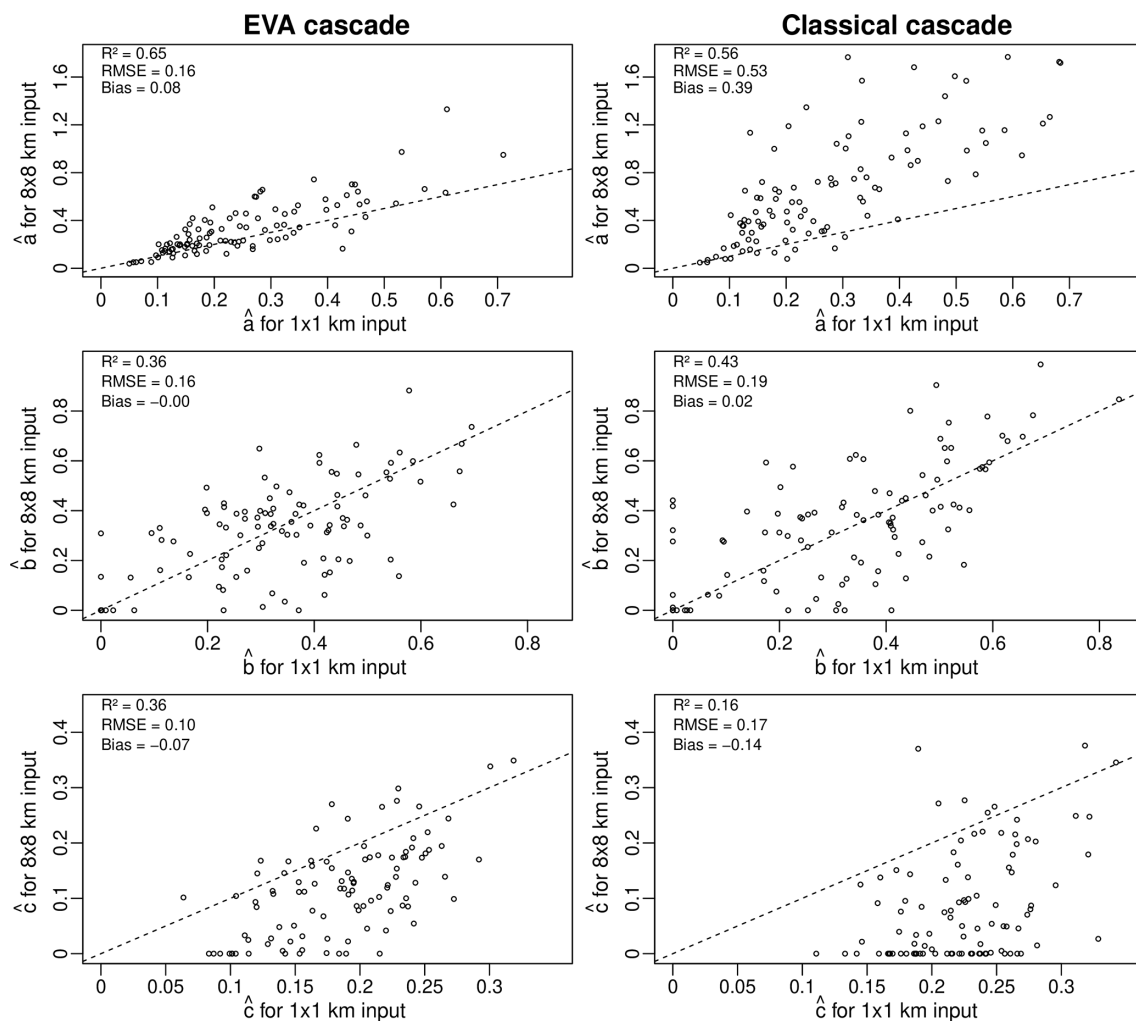 EVA cascade
Classical cascade
R² = 0.65
RMSE = 0.16
Bias = 0.08
â for 8x8 km input
0 0.4 0.8 1.2 1.6
0 0.1 0.2 0.3 0.4 0.5 0.6 0.7
â for 1x1 km input
R² = 0.56
RMSE = 0.53
Bias = 0.39
â for 8x8 km input
0 0.4 0.8 1.2 1.6
0 0.1 0.2 0.3 0.4 0.5 0.6 0.7
â for 1x1 km input
R² = 0.36
RMSE = 0.16
Bias = −0.00
b̂ for 8x8 km input
0 0.2 0.4 0.6 0.8
0 0.2 0.4 0.6 0.8
b̂ for 1x1 km input
R² = 0.43
RMSE = 0.19
Bias = 0.02
b̂ for 8x8 km input
0 0.2 0.4 0.6 0.8
0 0.2 0.4 0.6 0.8
b̂ for 1x1 km input
R² = 0.36
RMSE = 0.10
Bias = −0.07
ĉ for 8x8 km input
0 0.1 0.2 0.3 0.4
0 0.05 0.1 0.15 0.2 0.25 0.3
ĉ for 1x1 km input
R² = 0.16
RMSE = 0.17
Bias = −0.14
ĉ for 8x8 km input
0 0.1 0.2 0.3 0.4
0 0.05 0.1 0.15 0.2 0.25 0.3
ĉ for 1x1 km input